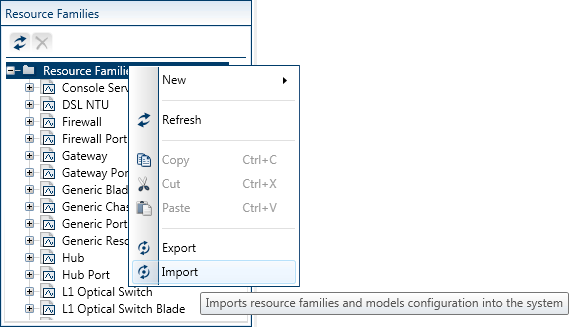 Resource Families
Resource Families
Console Serv
DSL NTU
Firewall
Firewall Port
Gateway
Gateway Por
Generic Blad
Generic Chas
Generic Port
Generic Reso
Hub
Hub Port
L1 Optical Switch
L1 Optical Switch Blade
New
Refresh
Copy Ctrl+C
Cut Ctrl+X
Paste Ctrl+V
Export
Import
Imports resource families and models configuration into the system